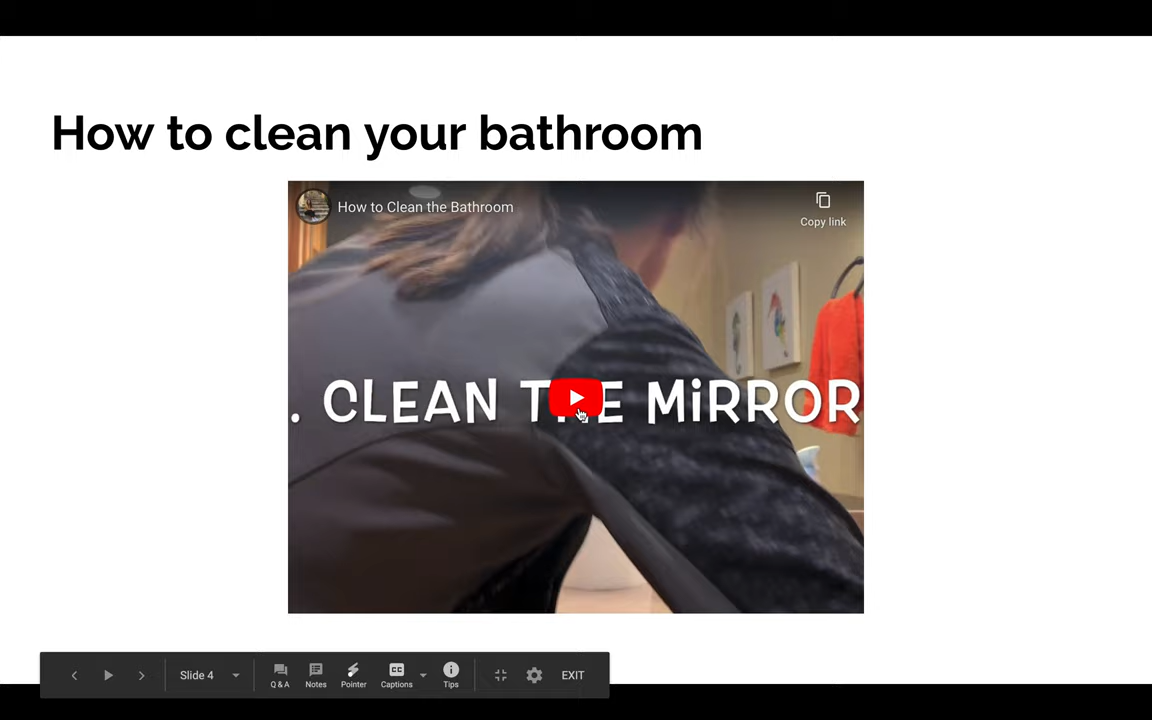 How to clean your bathroom
How to Clean the Bathroom
Copy link
. CLEAN THE MiRROR
Slide 4
Q & A
Notes
Pointer
CC
Captions
Tips
EXIT